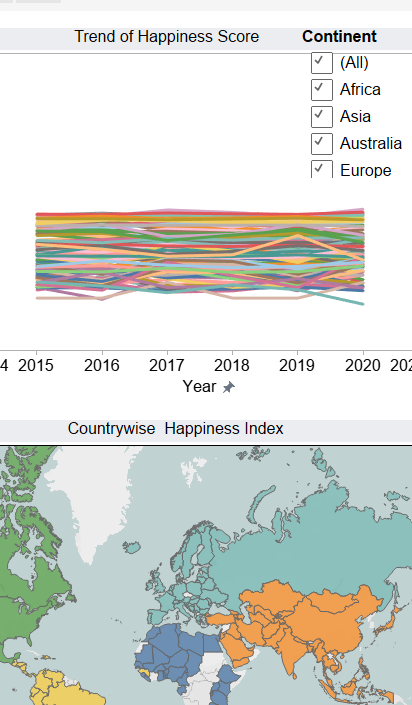 Trend of Happiness Score
Continent
(All)
Africa
Asia
Australia
Europe
4 2015 2016 2017 2018 2019 2020 202
Year
Countrywise Happiness Index